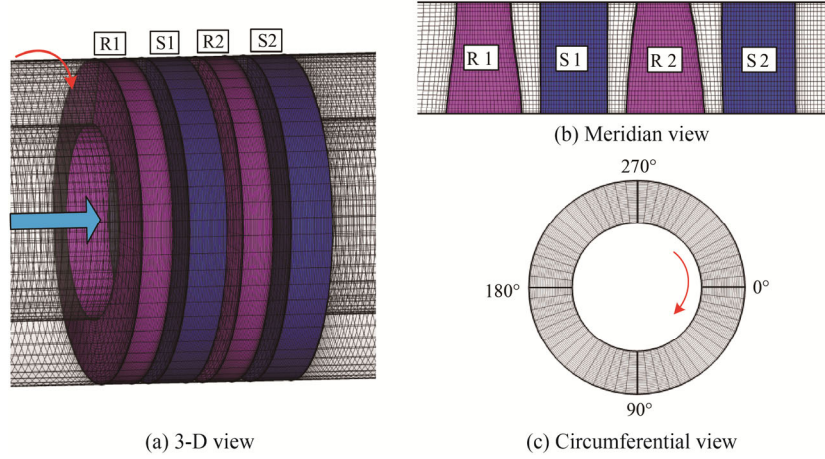 R1
S1
R2
S2
(a) 3-D view
R 1
S 1
R 2
S 2
(b) Meridian view
270°
180°
0°
90°
(c) Circumferential view